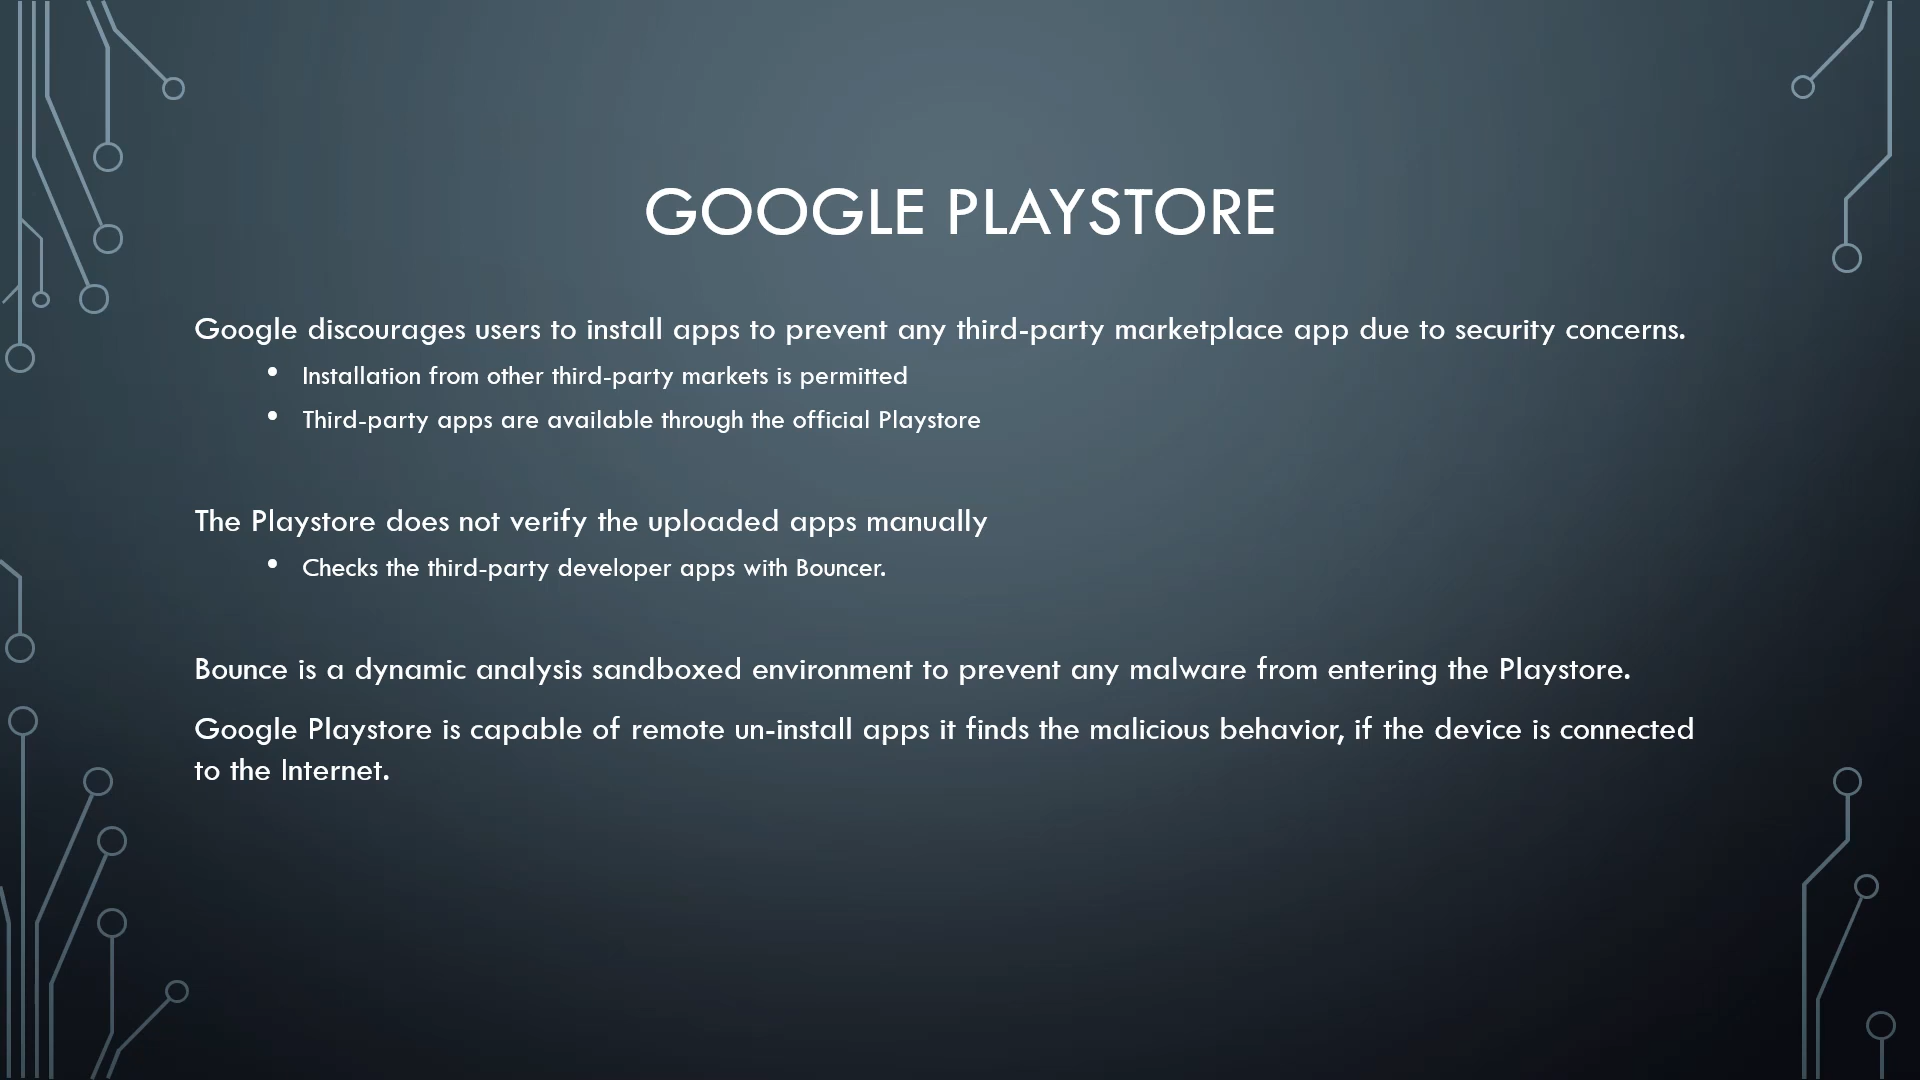 GOOGLE PLAYSTORE
Google discourages users to install apps to prevent any third-party marketplace app due to security concerns.
• Installation from other third-party markets is permitted
• Third-party apps are available through the official Playstore
The Playstore does not verify the uploaded apps manually
• Checks the third-party developer apps with Bouncer.
Bounce is a dynamic analysis sandboxed environment to prevent any malware from entering the Playstore.
Google Playstore is capable of remote un-install apps it finds the malicious behavior, if the device is connected
to the Internet.